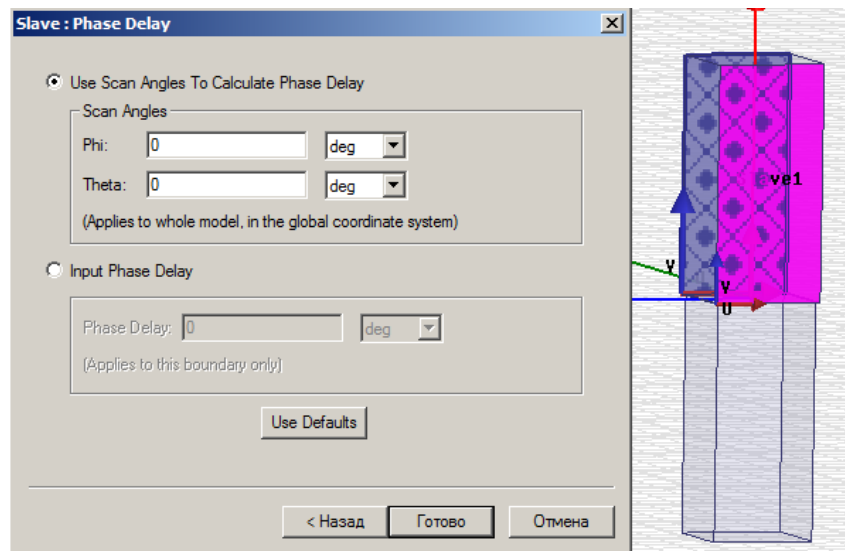 Slave : Phase Delay
Use Scan Angles To Calculate Phase Delay
Scan Angles
Phi: 0 deg
Theta: 0 deg
(Applies to whole model, in the global coordinate system)
Input Phase Delay
Phase Delay: 0 deg
(Applies to this boundary only)
Use Defaults
< Назад Готово Отмена
ve1
V
U